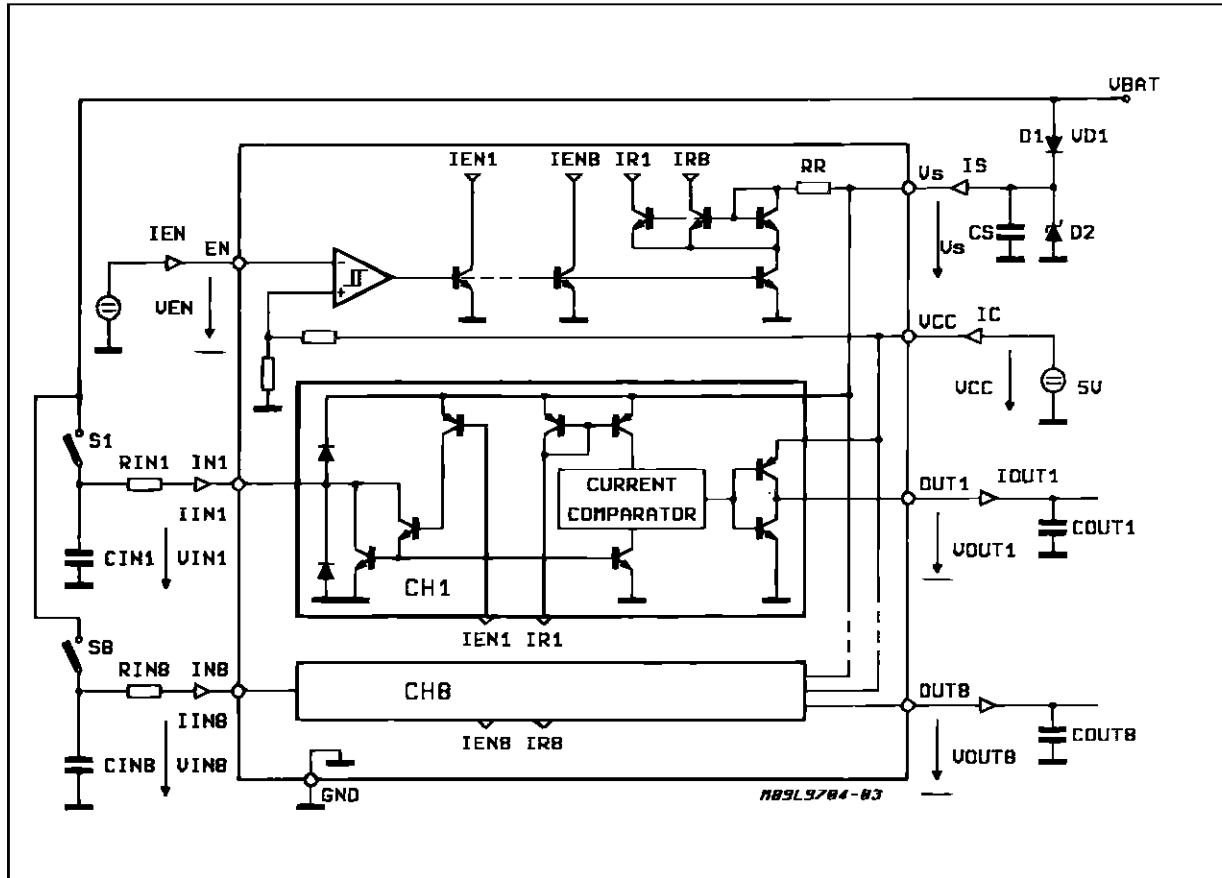 VBAT
D1 VD1
IEN1 IEN8 IR1 IR8 RR
Vs IS
IEN EN
CS D2
Vs
VEN
VCC IC
VCC 5V
S1
RIN1 IN1
IIN1
CIN1 VIN1
CURRENT
COMPARATOR
OUT1 IOUT1
COUT1
VOUT1
CH1
IEN1 IR1
S8
RIN8 IN8
IIN8
CIN8 VIN8
CH8
IEN8 IR8
OUT8
COUT8
VOUT8
GND
M89L9704-03